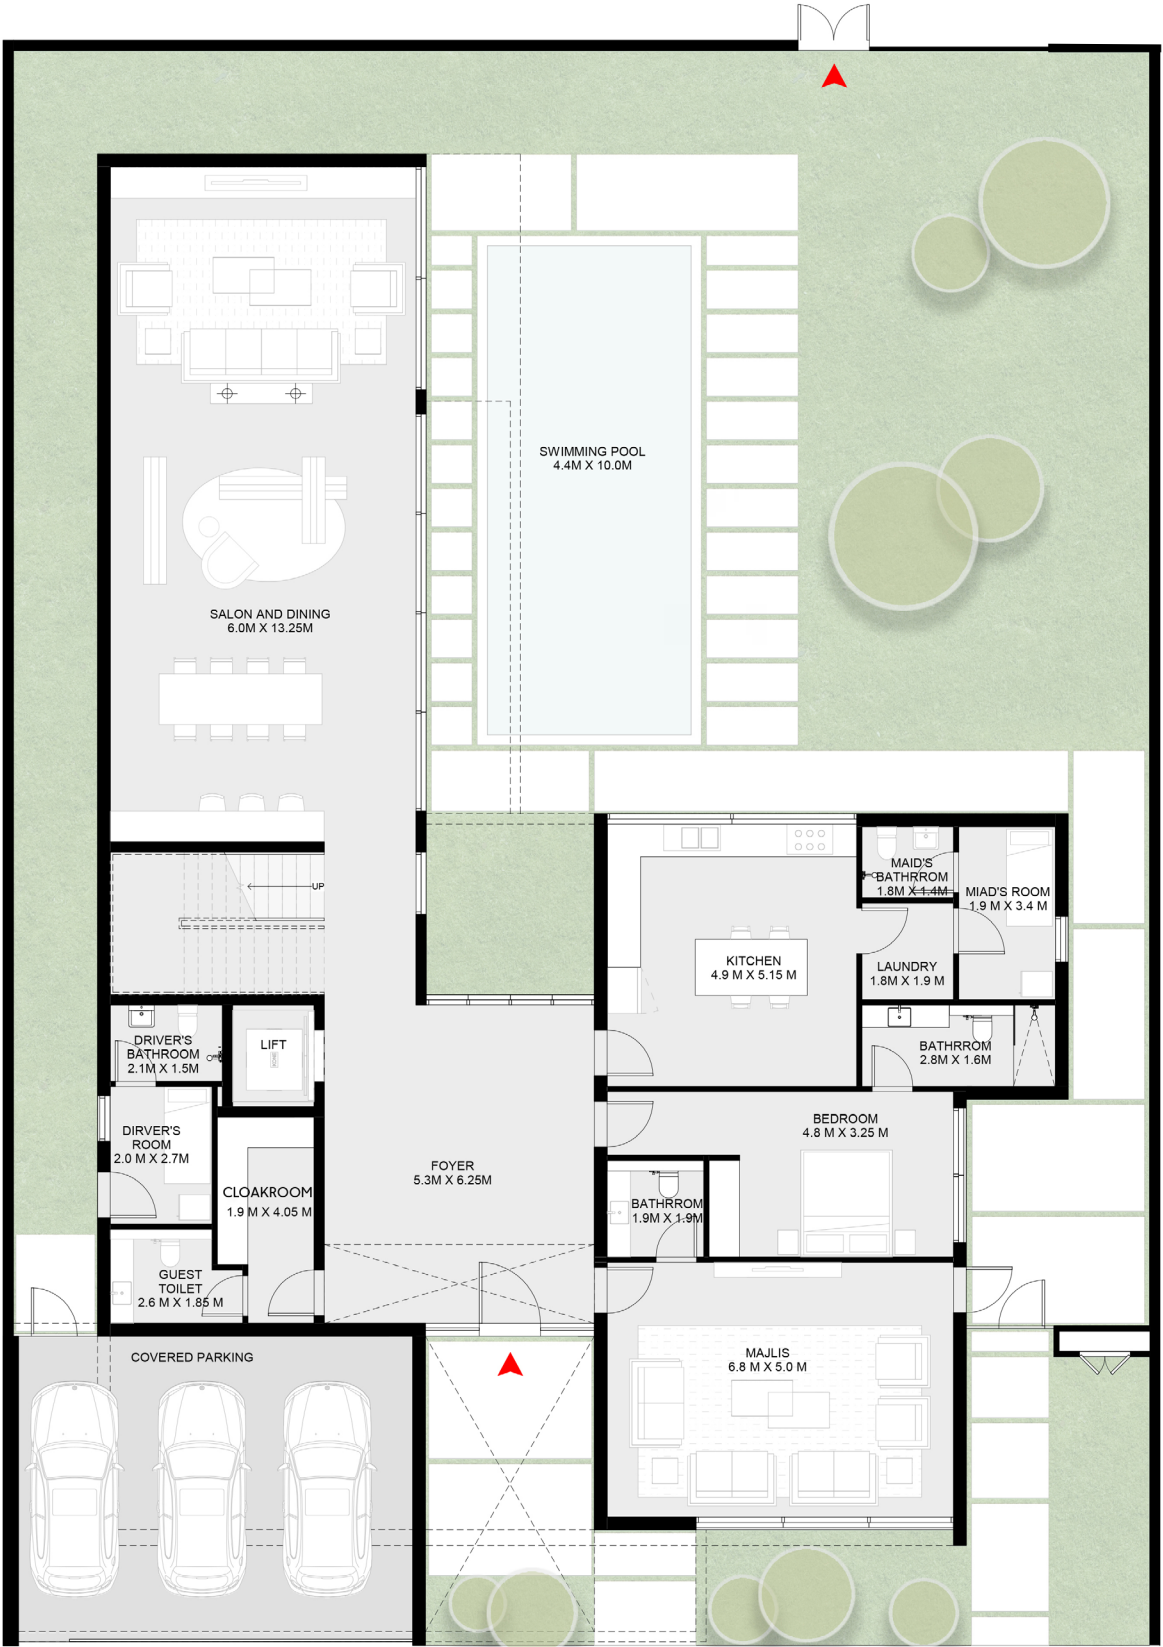 SWIMMING POOL
4.4M X 10.0M
SALON AND DINING
6.0M X 13.25M
UP
MAID'S
BATHRROM
1.8M X 1.4M
MIAD'S ROOM
1.9 M X 3.4 M
KITCHEN
4.9 M X 5.15 M
LAUNDRY
1.8M X 1.9 M
DRIVER'S
BATHROOM
2.1M X 1.5M
LIFT
BATHRROM
2.8M X 1.6M
BEDROOM
4.8 M X 3.25 M
DIRVER'S
ROOM
2.0 M X 2.7M
FOYER
5.3M X 6.25M
CLOAKROOM
1.9 M X 4.05 M
BATHRROM
1.9M X 1.9M
GUEST
TOILET
2.6 M X 1.85 M
COVERED PARKING
MAJLIS
6.8 M X 5.0 M